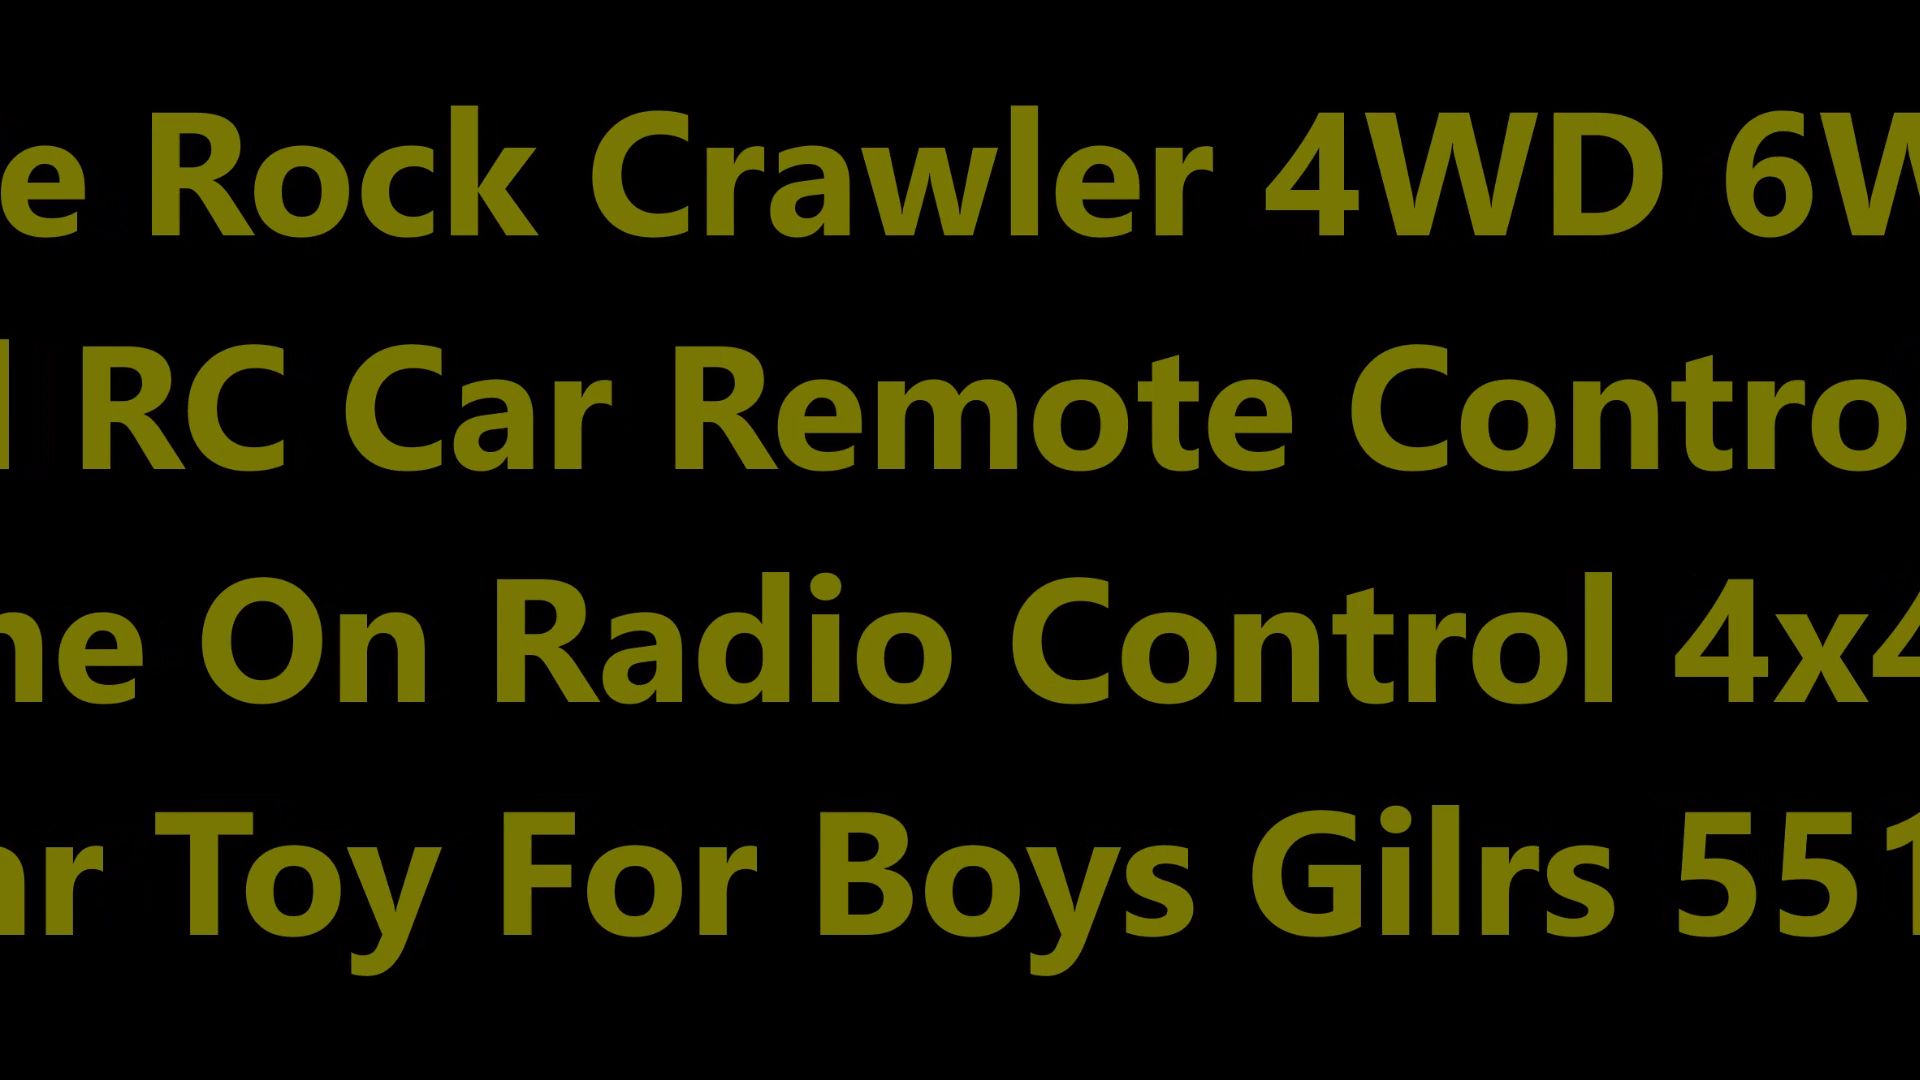 e Rock Crawler 4WD 6W
l RC Car Remote Contro
ne On Radio Control 4x4
ar Toy For Boys Gilrs 551